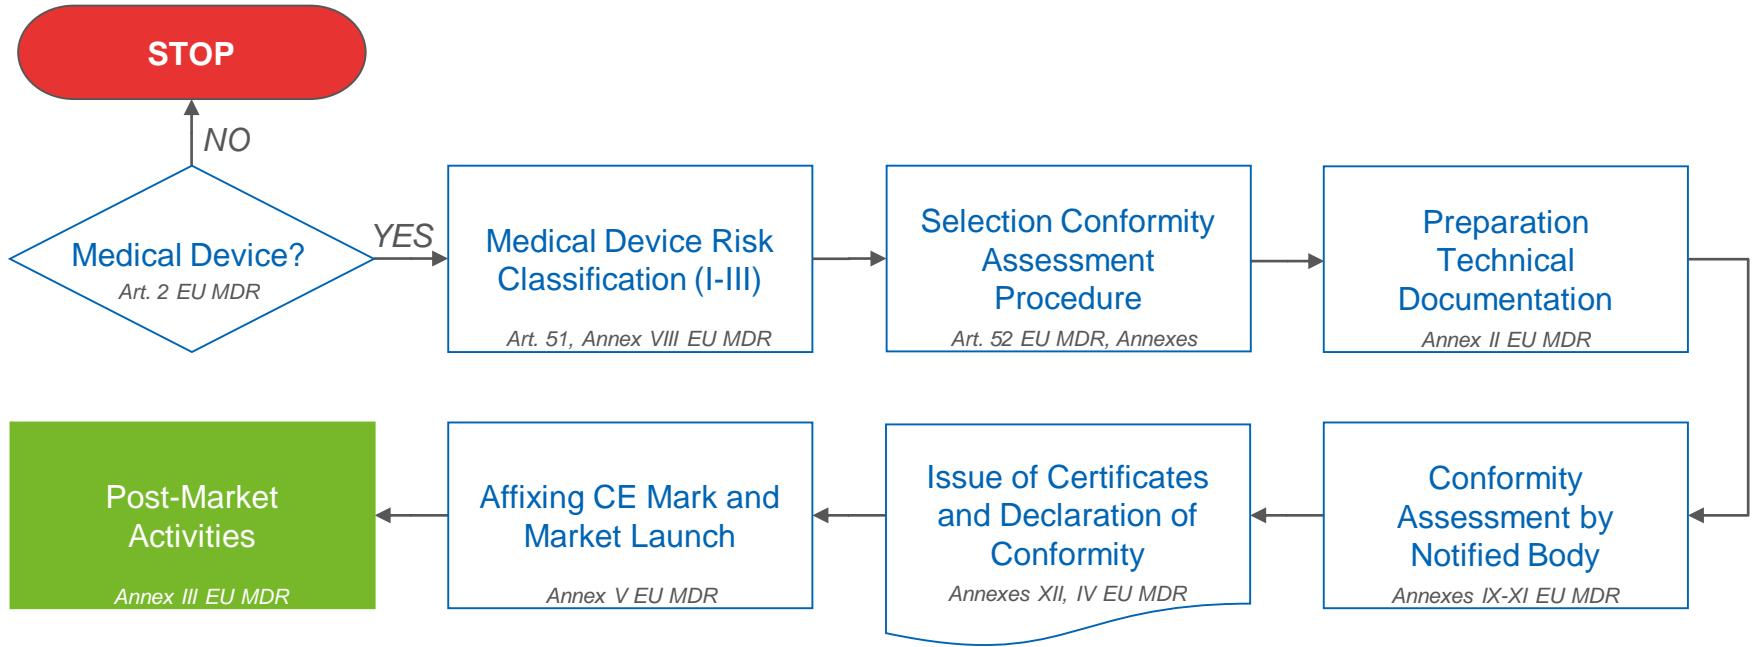 STOP
NO
Medical Device?
Art. 2 EU MDR
YES
Medical Device Risk
Classification (I-III)
Art. 51, Annex VIII EU MDR
Selection Conformity
Assessment
Procedure
Art. 52 EU MDR, Annexes
Preparation
Technical
Documentation
Annex II EU MDR
Conformity
Assessment by
Notified Body
Annexes IX-XI EU MDR
Issue of Certificates
and Declaration of
Conformity
Annexes XII, IV EU MDR
Affixing CE Mark and
Market Launch
Annex V EU MDR
Post-Market
Activities
Annex III EU MDR